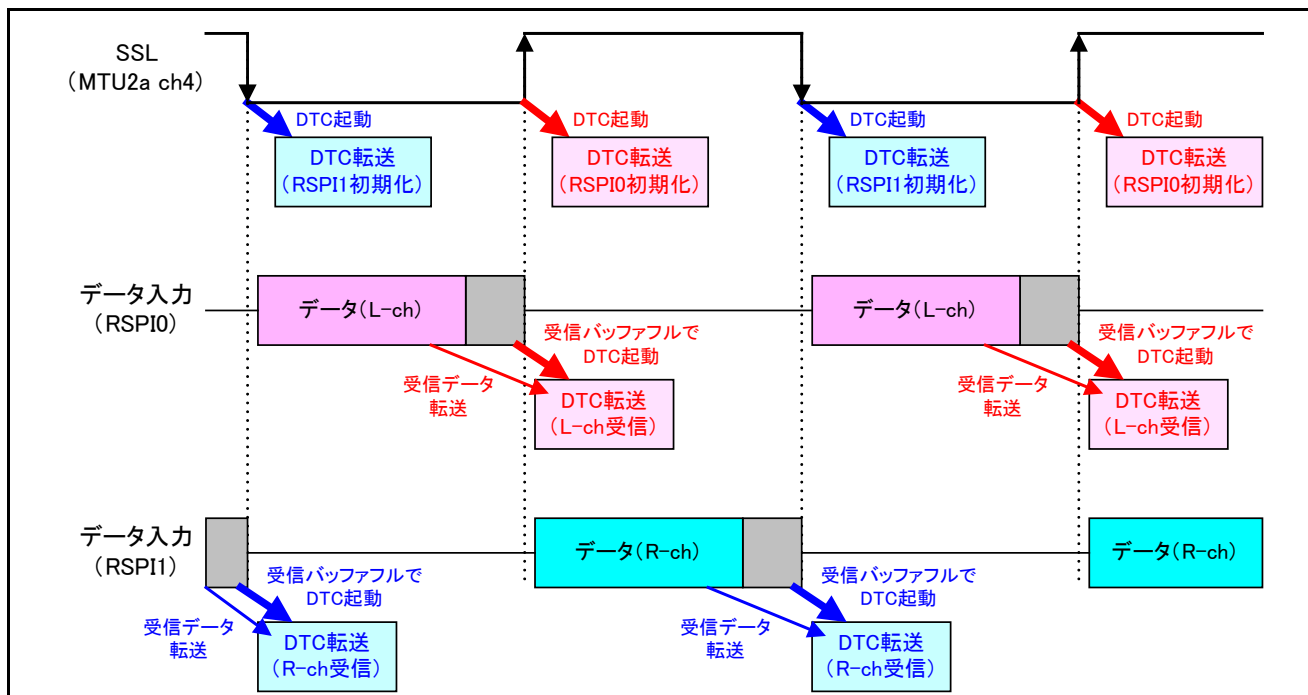 SSL
(MTU2a ch4)
DTC起動
DTC起動
DTC起動
DTC起動
DTC転送
(RSPI1初期化)
DTC転送
(RSPI0初期化)
DTC転送
(RSPI1初期化)
DTC転送
(RSPI0初期化)
データ入力
(RSPI0)
データ(L-ch)
データ(L-ch)
受信バッファフルで
DTC起動
受信バッファフルで
DTC起動
受信データ
転送
受信データ
転送
DTC転送
(L-ch受信)
DTC転送
(L-ch受信)
データ入力
(RSPI1)
データ(R-ch)
データ(R-ch)
受信バッファフルで
DTC起動
受信バッファフルで
DTC起動
受信データ
転送
受信データ
転送
DTC転送
(R-ch受信)
DTC転送
(R-ch受信)